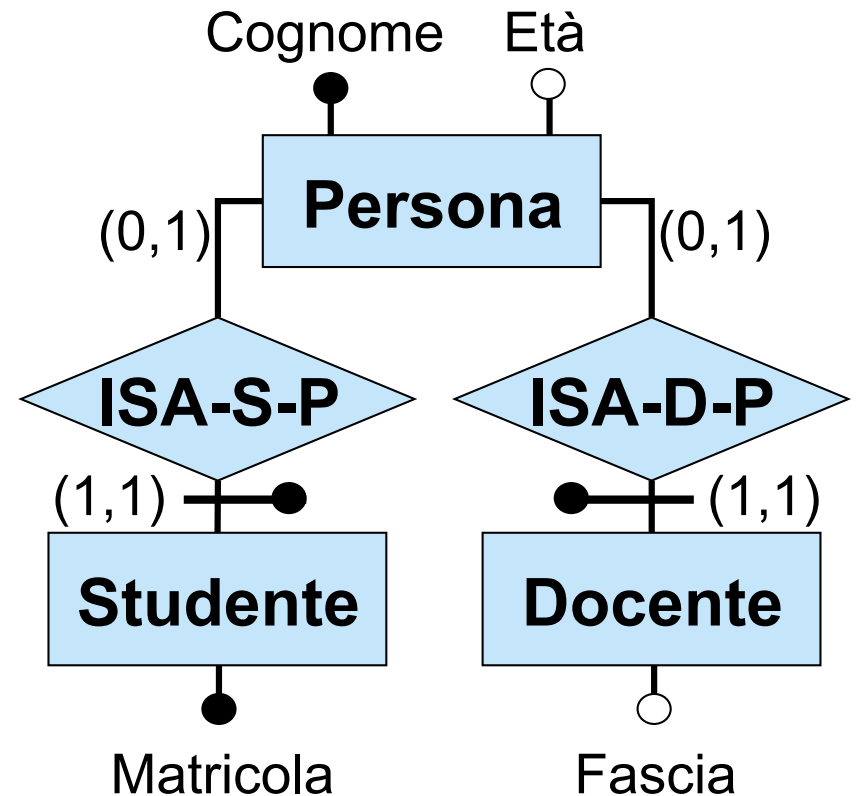 Cognome Età
Persona
(0,1) (0,1)
ISA-S-P ISA-D-P
(1,1) (1,1)
Studente Docente
Matricola Fascia